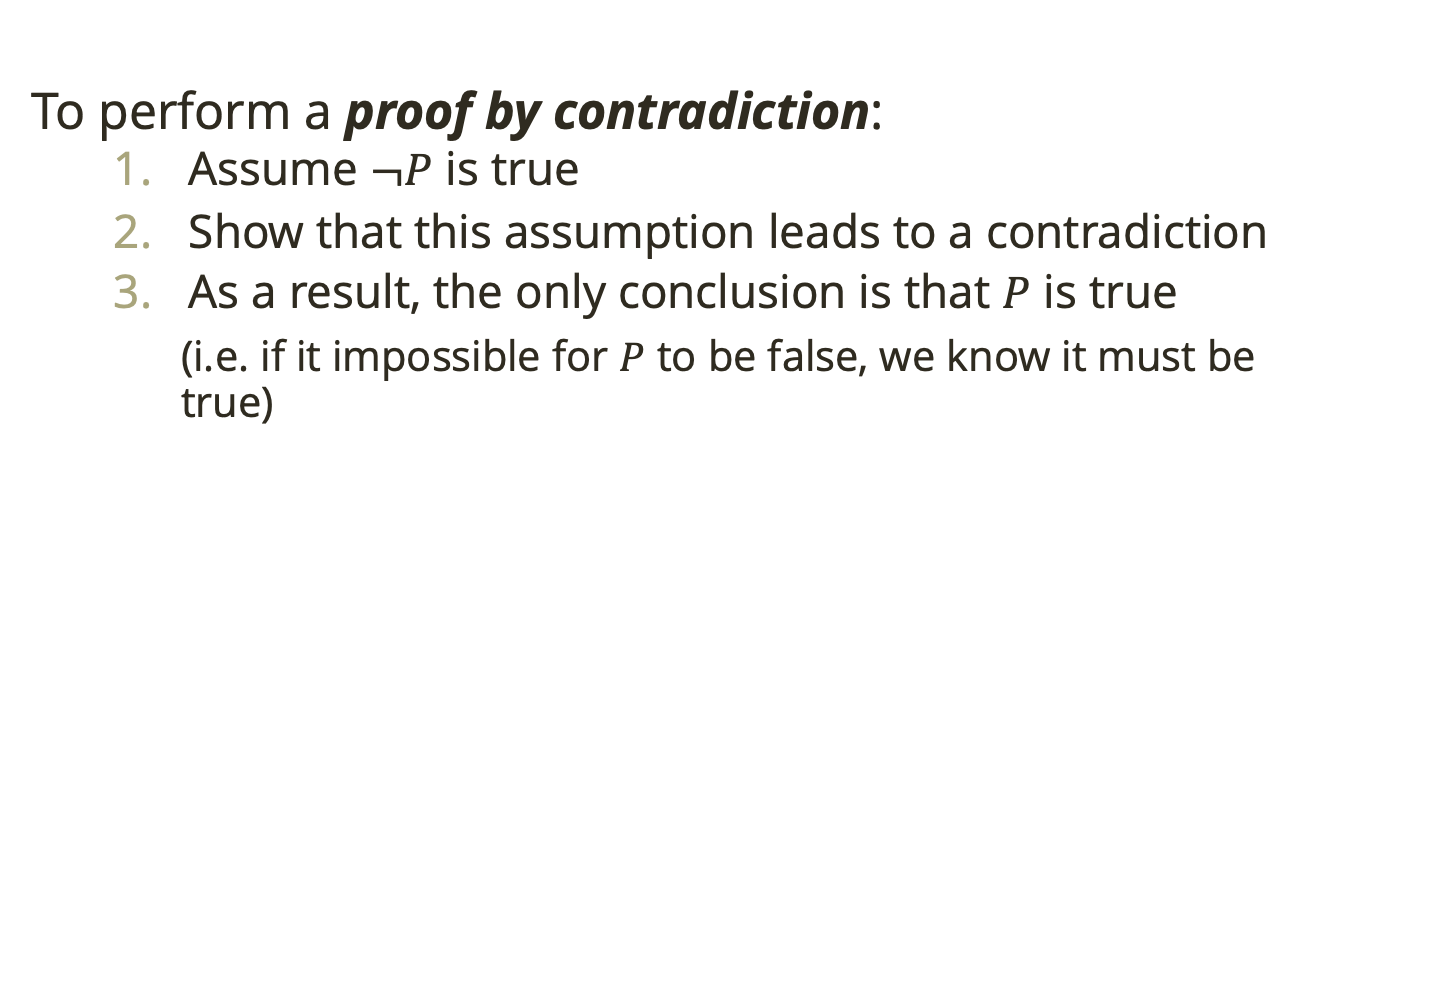 To perform a proof by contradiction:
1. Assume ¬P is true
2. Show that this assumption leads to a contradiction
3. As a result, the only conclusion is that P is true
(i.e. if it impossible for P to be false, we know it must be
true)